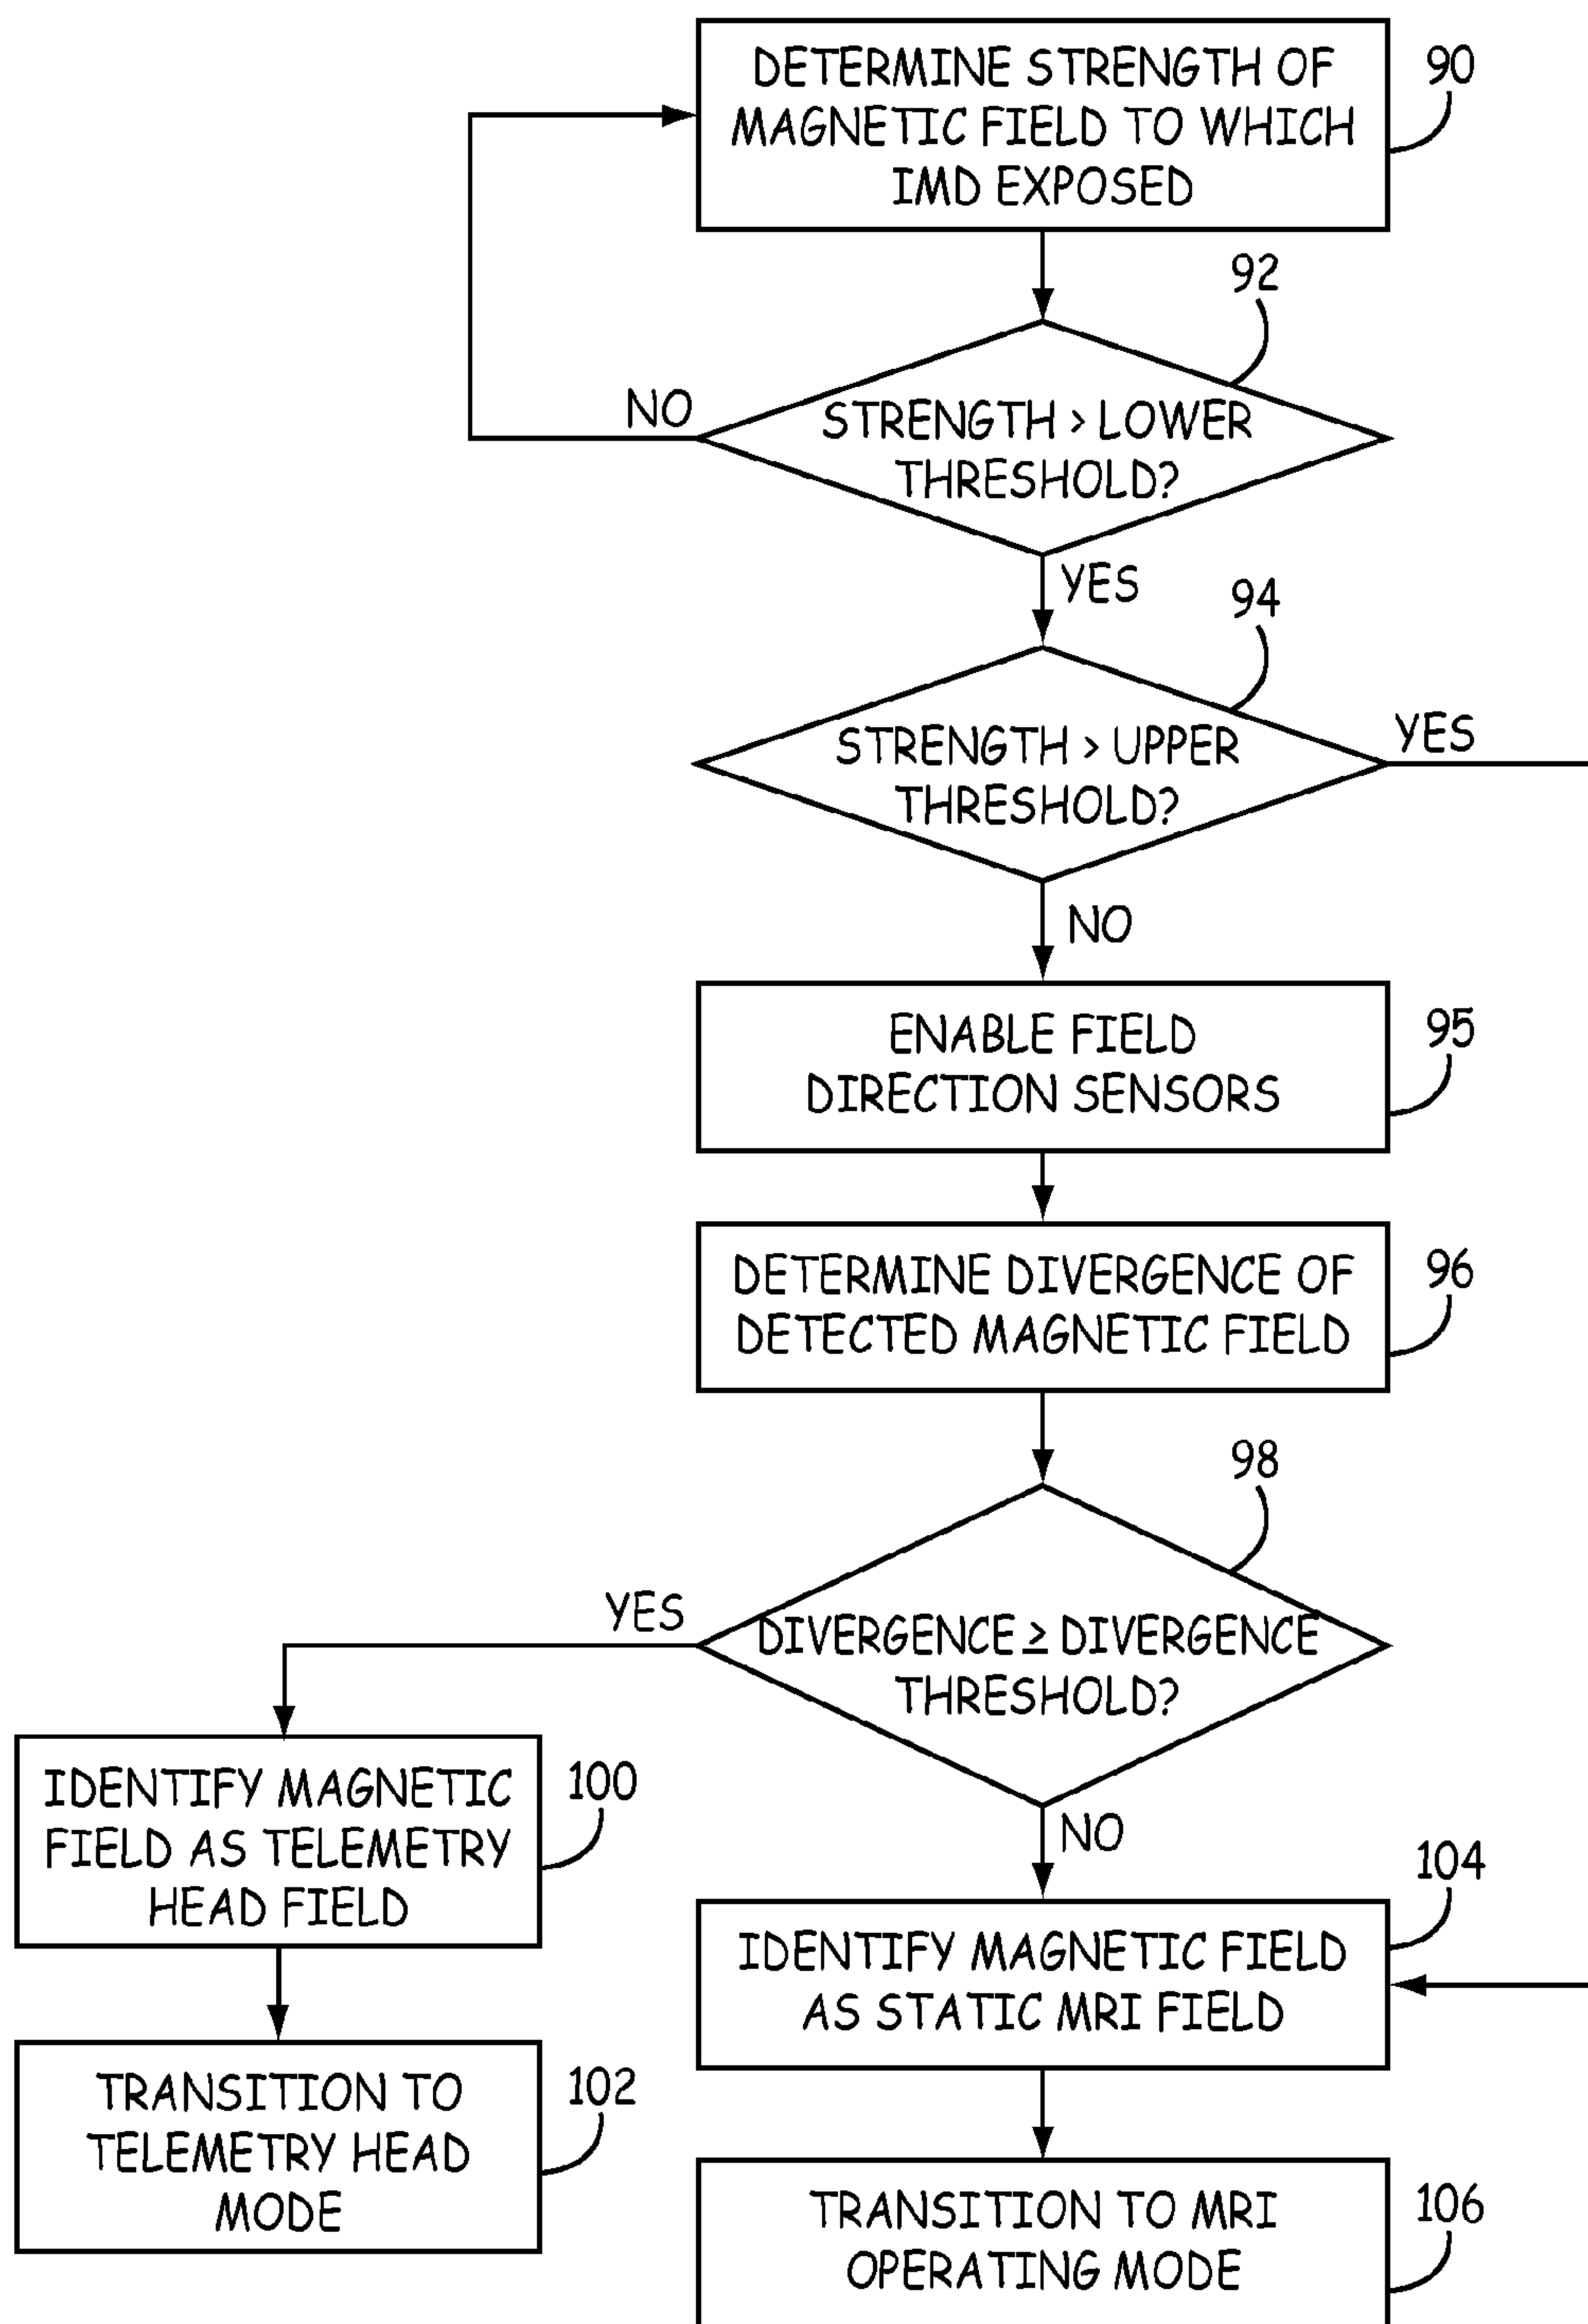 DETERMINE STRENGTH OF
MAGNETIC FIELD TO WHICH
IMD EXPOSED
90
92
NO
STRENGTH > LOWER
THRESHOLD?
YES
94
STRENGTH > UPPER
THRESHOLD?
YES
NO
ENABLE FIELD
DIRECTION SENSORS
95
DETERMINE DIVERGENCE OF
DETECTED MAGNETIC FIELD
96
98
YES
DIVERGENCE ≥ DIVERGENCE
THRESHOLD?
NO
IDENTIFY MAGNETIC
FIELD AS TELEMETRY
HEAD FIELD
100
104
IDENTIFY MAGNETIC FIELD
AS STATIC MRI FIELD
TRANSITION TO
TELEMETRY HEAD
MODE
102
TRANSITION TO MRI
OPERATING MODE
106